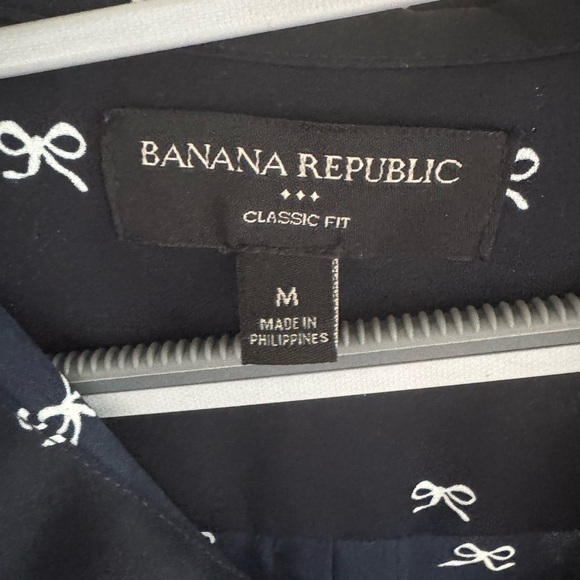 BANANA REPUBLIC
CLASSIC FIT
M
MADE IN
PHILIPPINES